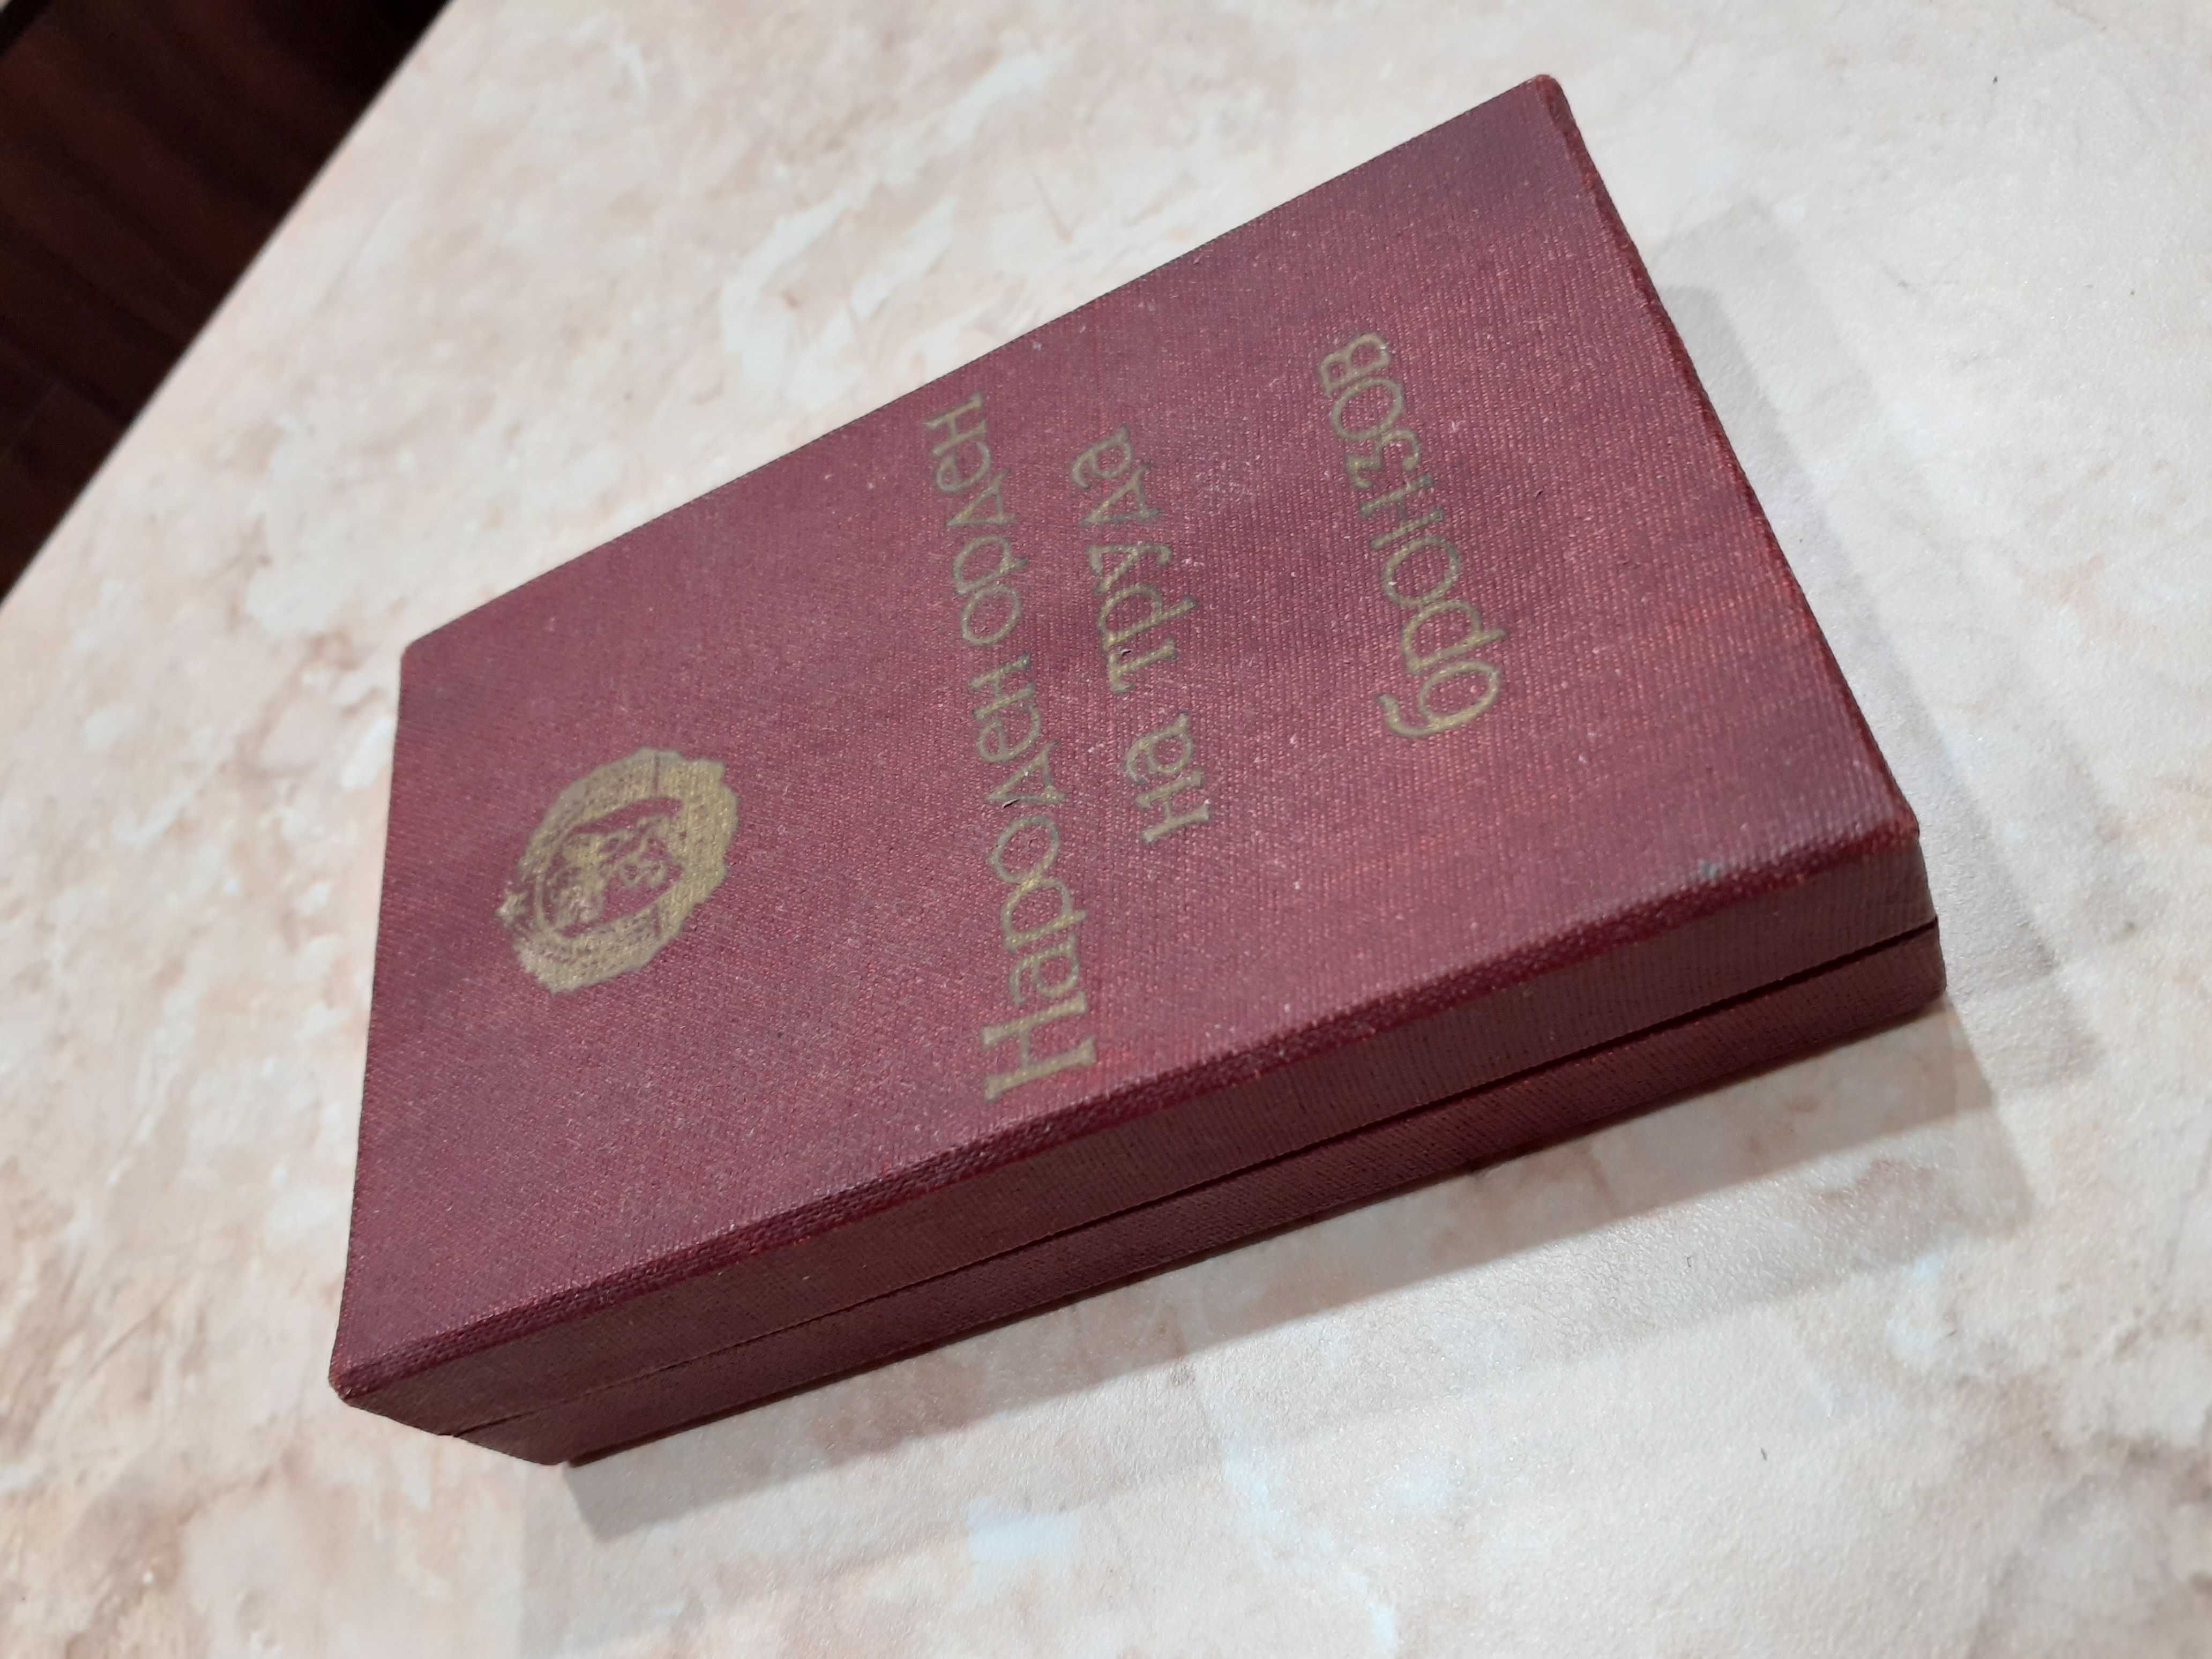 Народен орден
на труда
бронзов